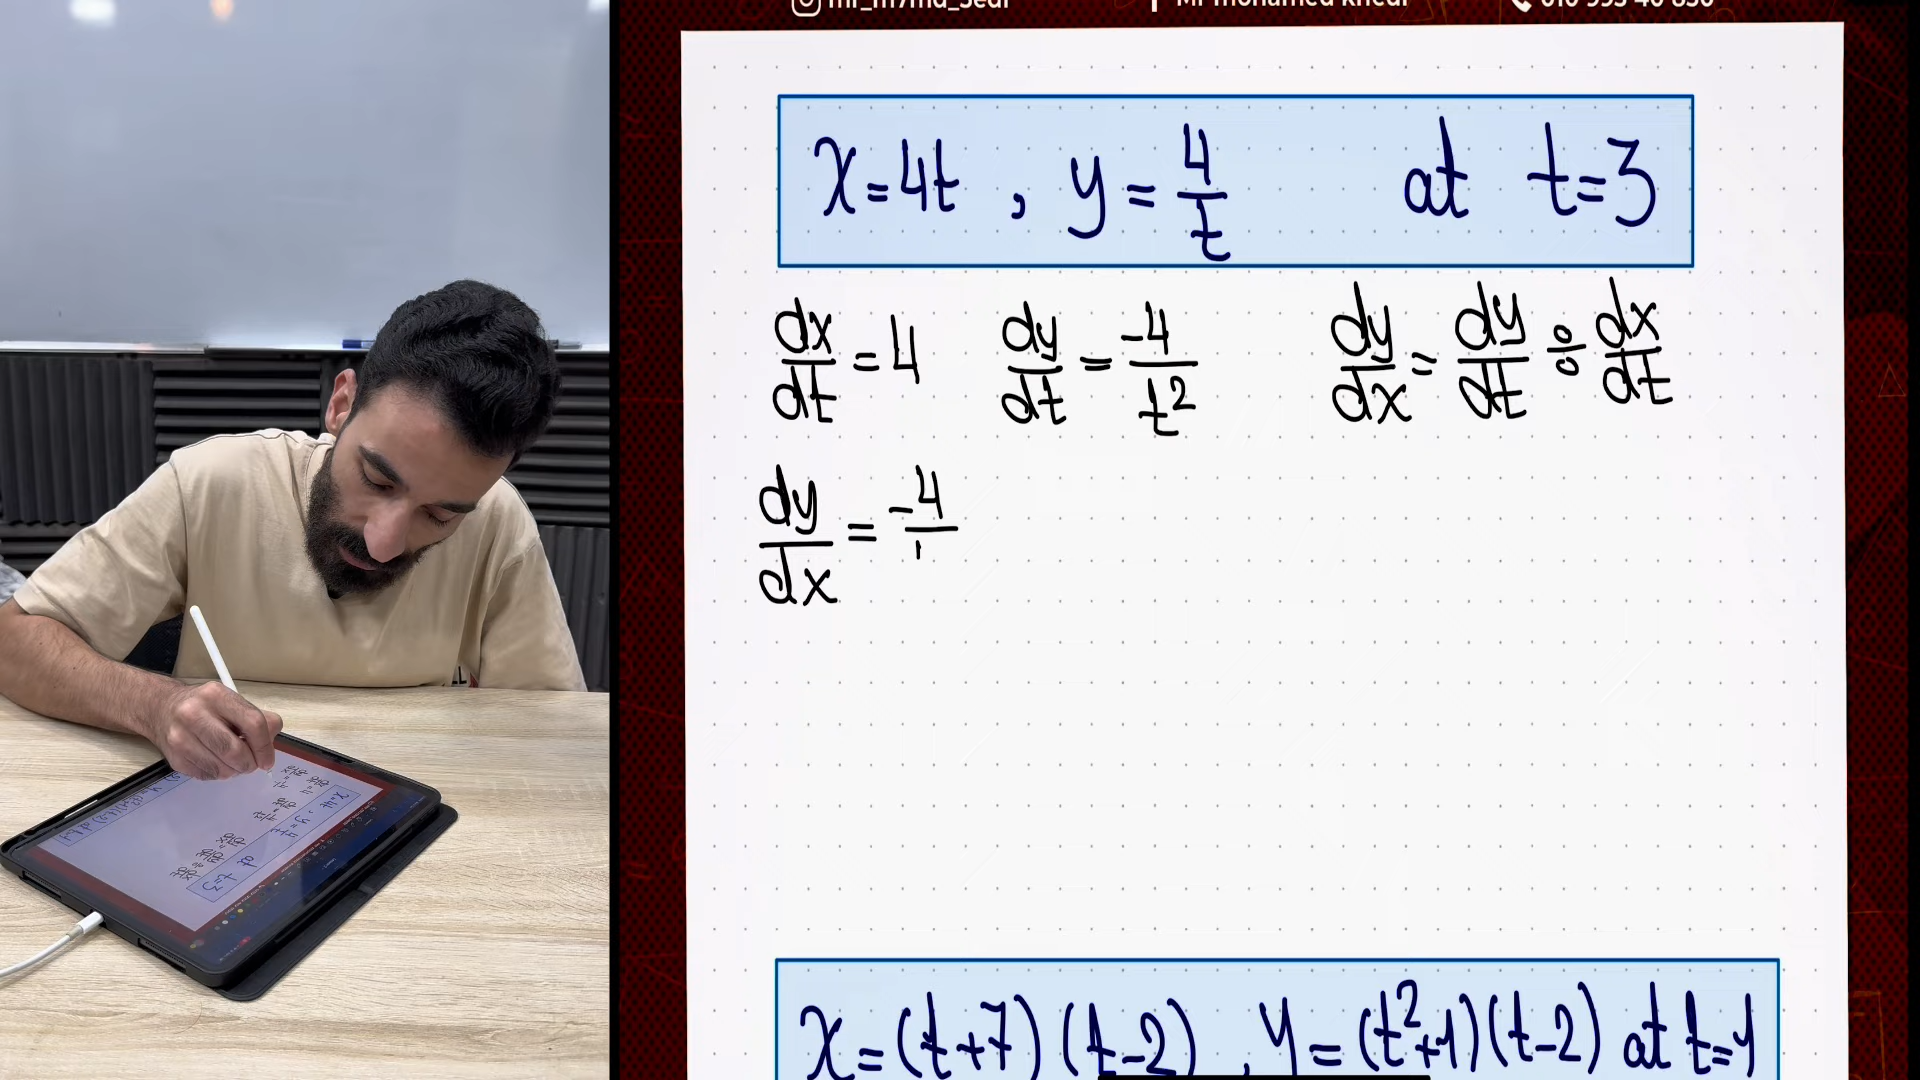 x=4t , y=4/t at t=3
dx/dt=4 dy/dt=-4/t² dy/dx=dy/dt÷dx/dt
dy/dx=-4/
x=(t+7)(t-2) , y=(t²+1)(t-2) at t=1